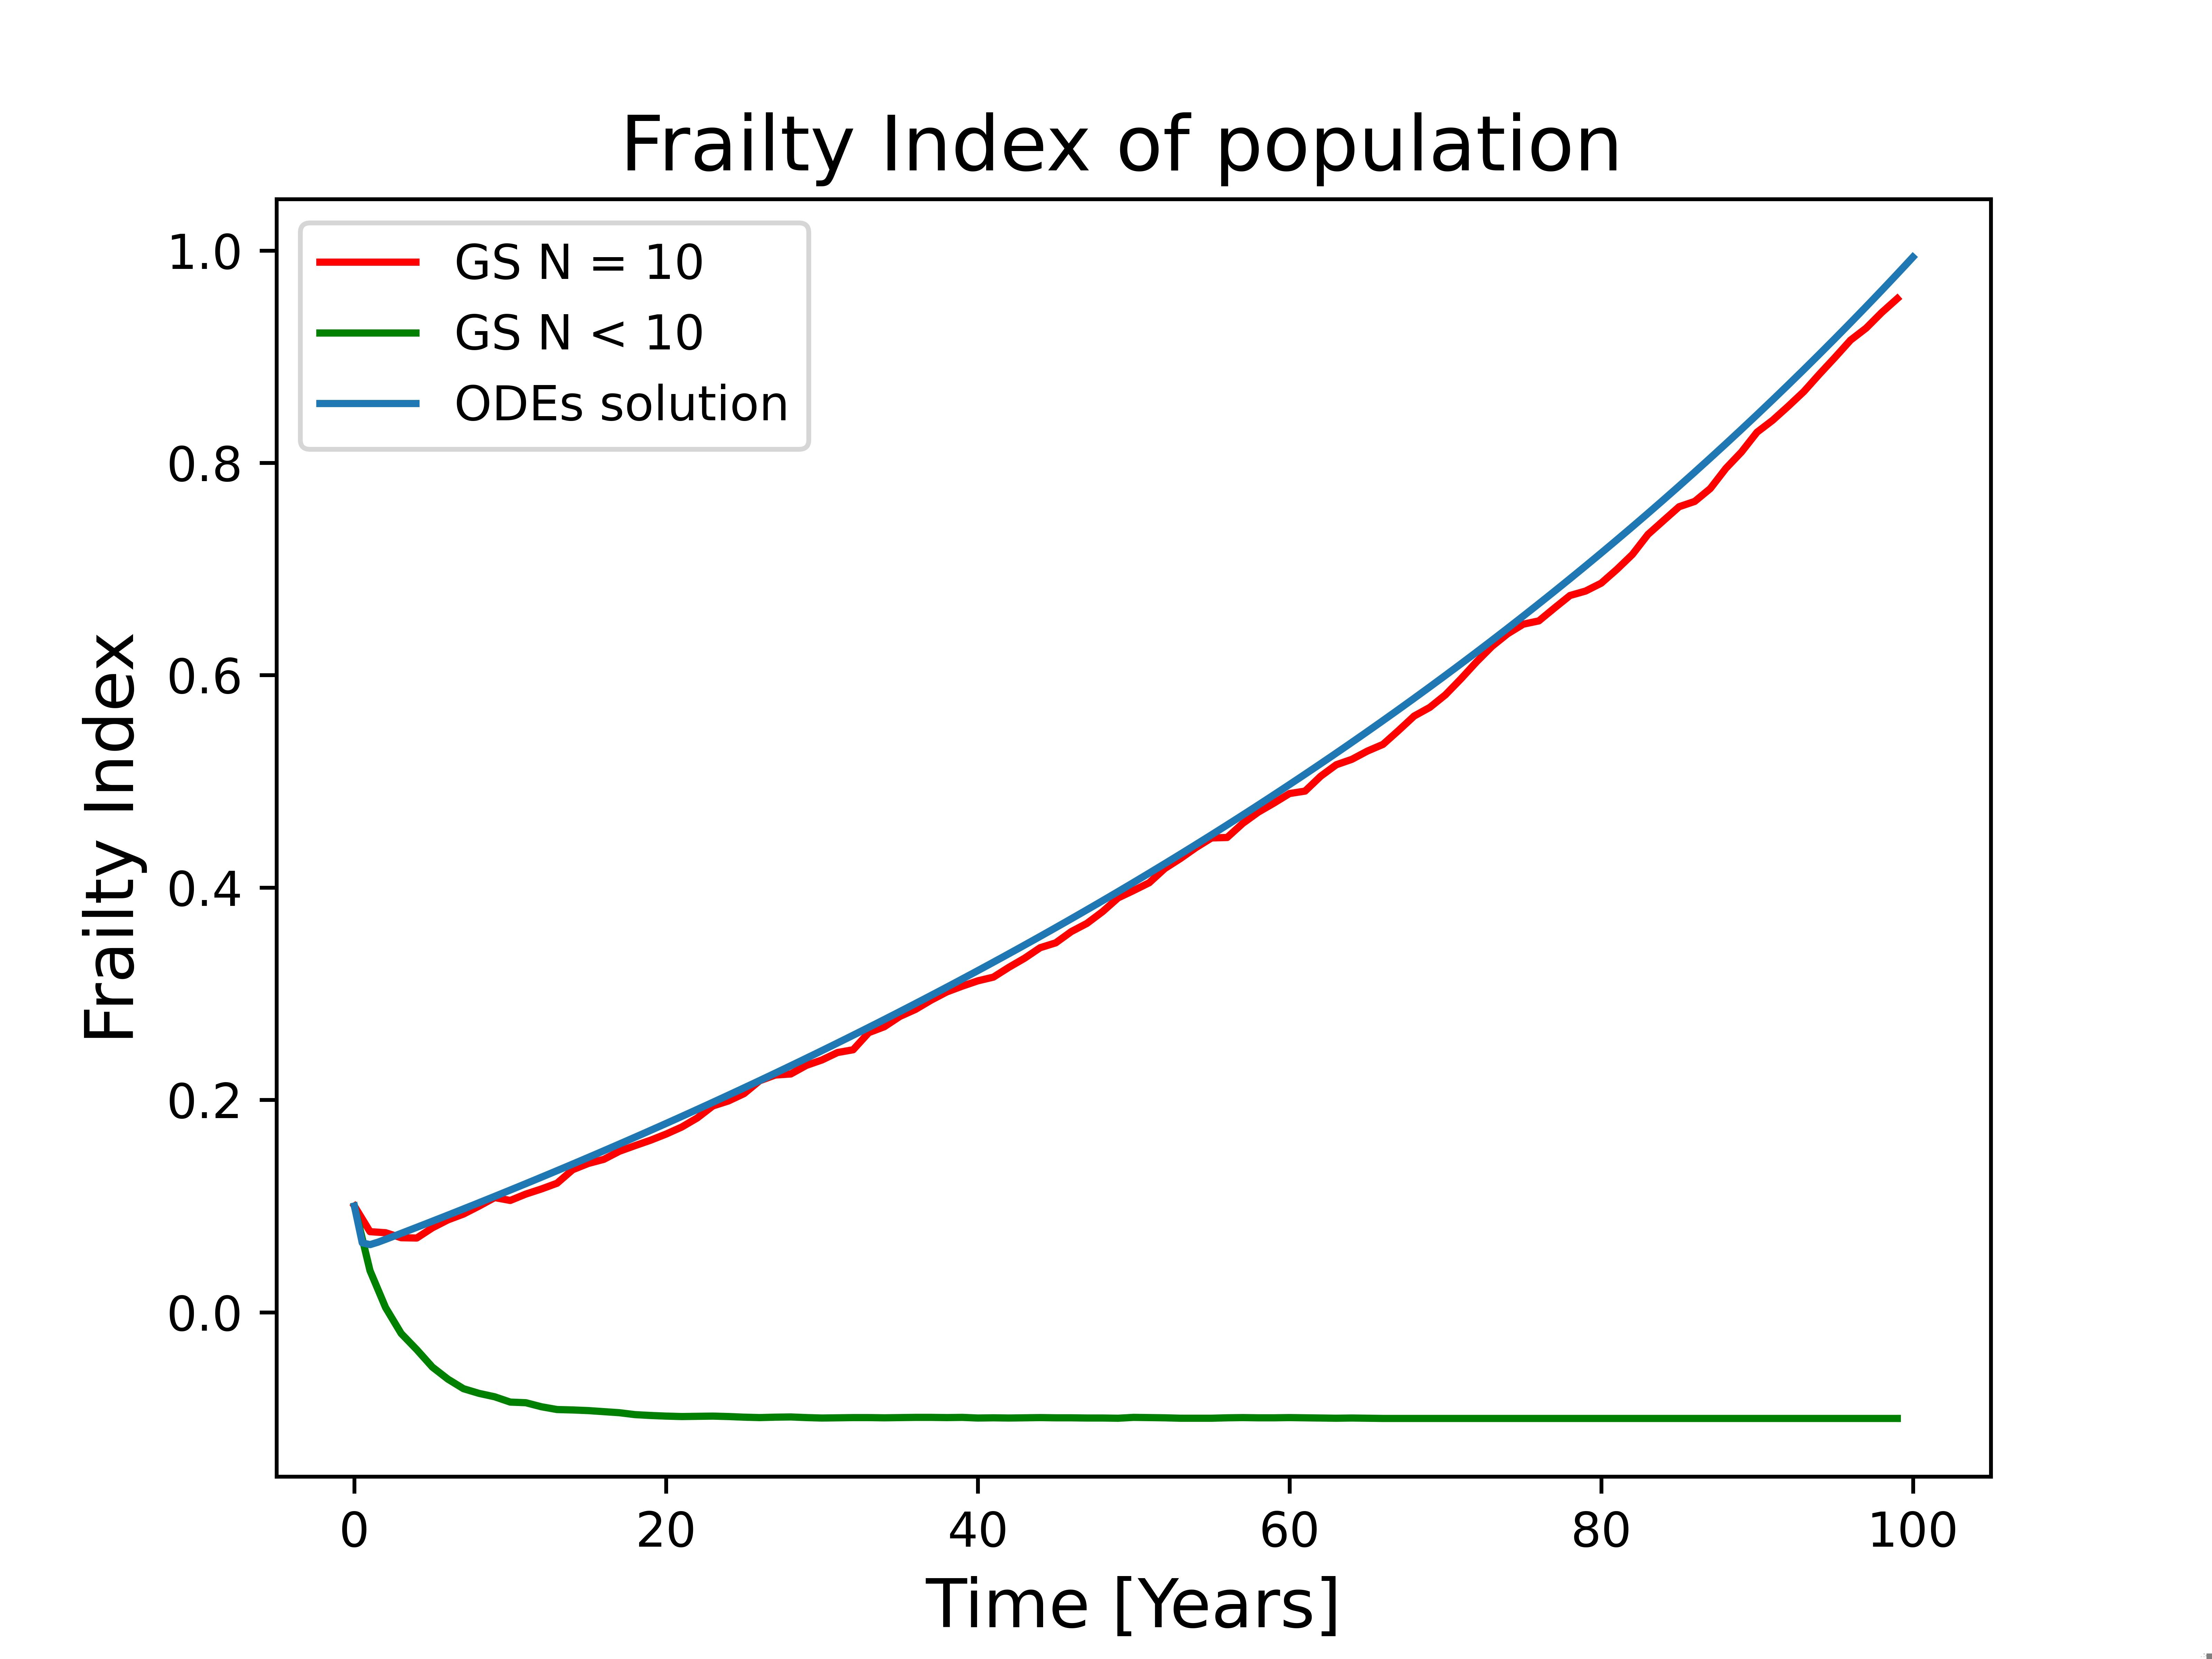 Frailty Index of population
GS N = 10
GS N < 10
ODEs solution
1.0
0.8
0.6
0.4
0.2
0.0
Frailty Index
0 20 40 60 80 100
Time [Years]